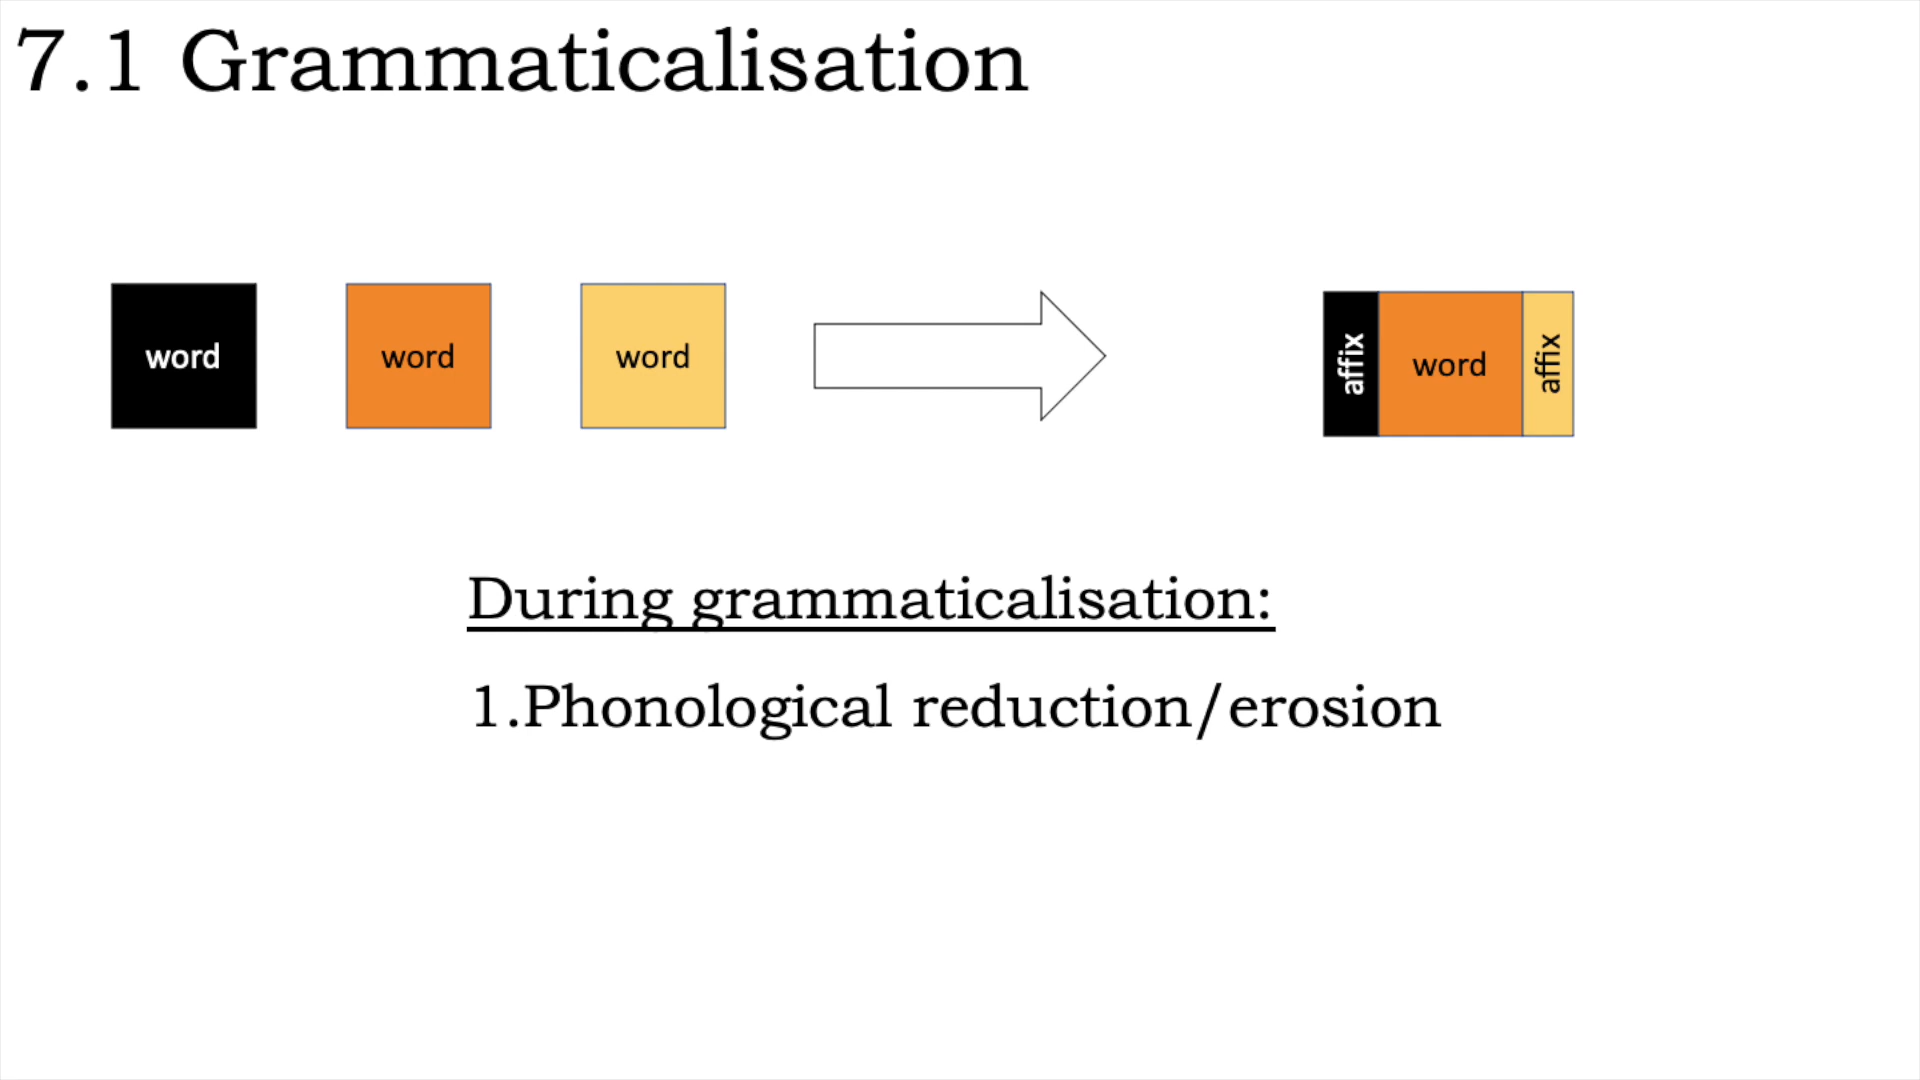 7.1 Grammaticalisation
word word word affix word affix
During grammaticalisation:
1.Phonological reduction/erosion